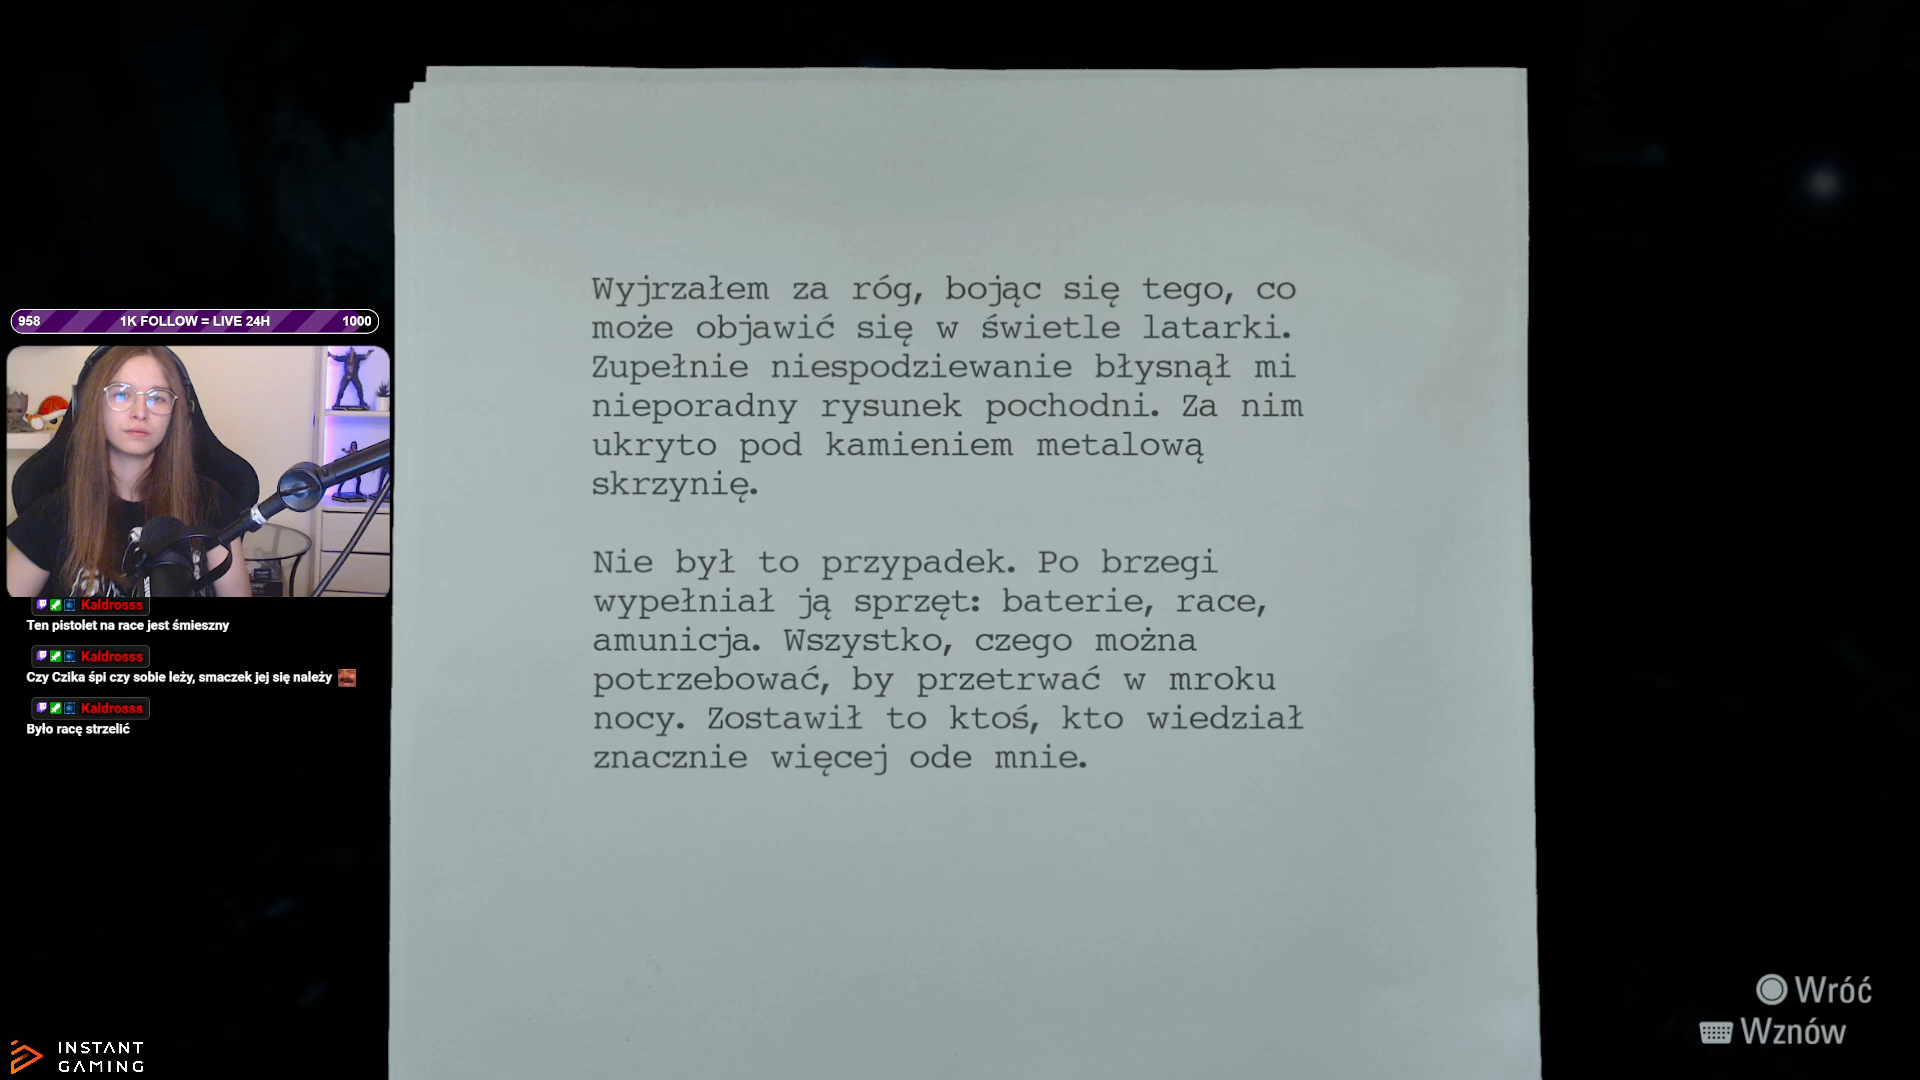 Wyjrzałem za róg, bojąc się tego, co
może objawić się w świetle latarki.
Zupełnie niespodziewanie błysnął mi
nieporadny rysunek pochodni. Za nim
ukryto pod kamieniem metalową
skrzynię.
Nie był to przypadek. Po brzegi
wypełniał ją sprzęt: baterie, race,
amunicja. Wszystko, czego można
potrzebować, by przetrwać w mroku
nocy. Zostawił to ktoś, kto wiedział
znacznie więcej ode mnie.
958 1K FOLLOW = LIVE 24H 1000
Kaldrosss
Ten pistolet na race jest śmieszny
Kaldrosss
Czy Czika śpi czy sobie leży, smaczek jej się należy
Kaldrosss
Było racę strzelić
INSTANT
GAMING
Wróć
Wznów